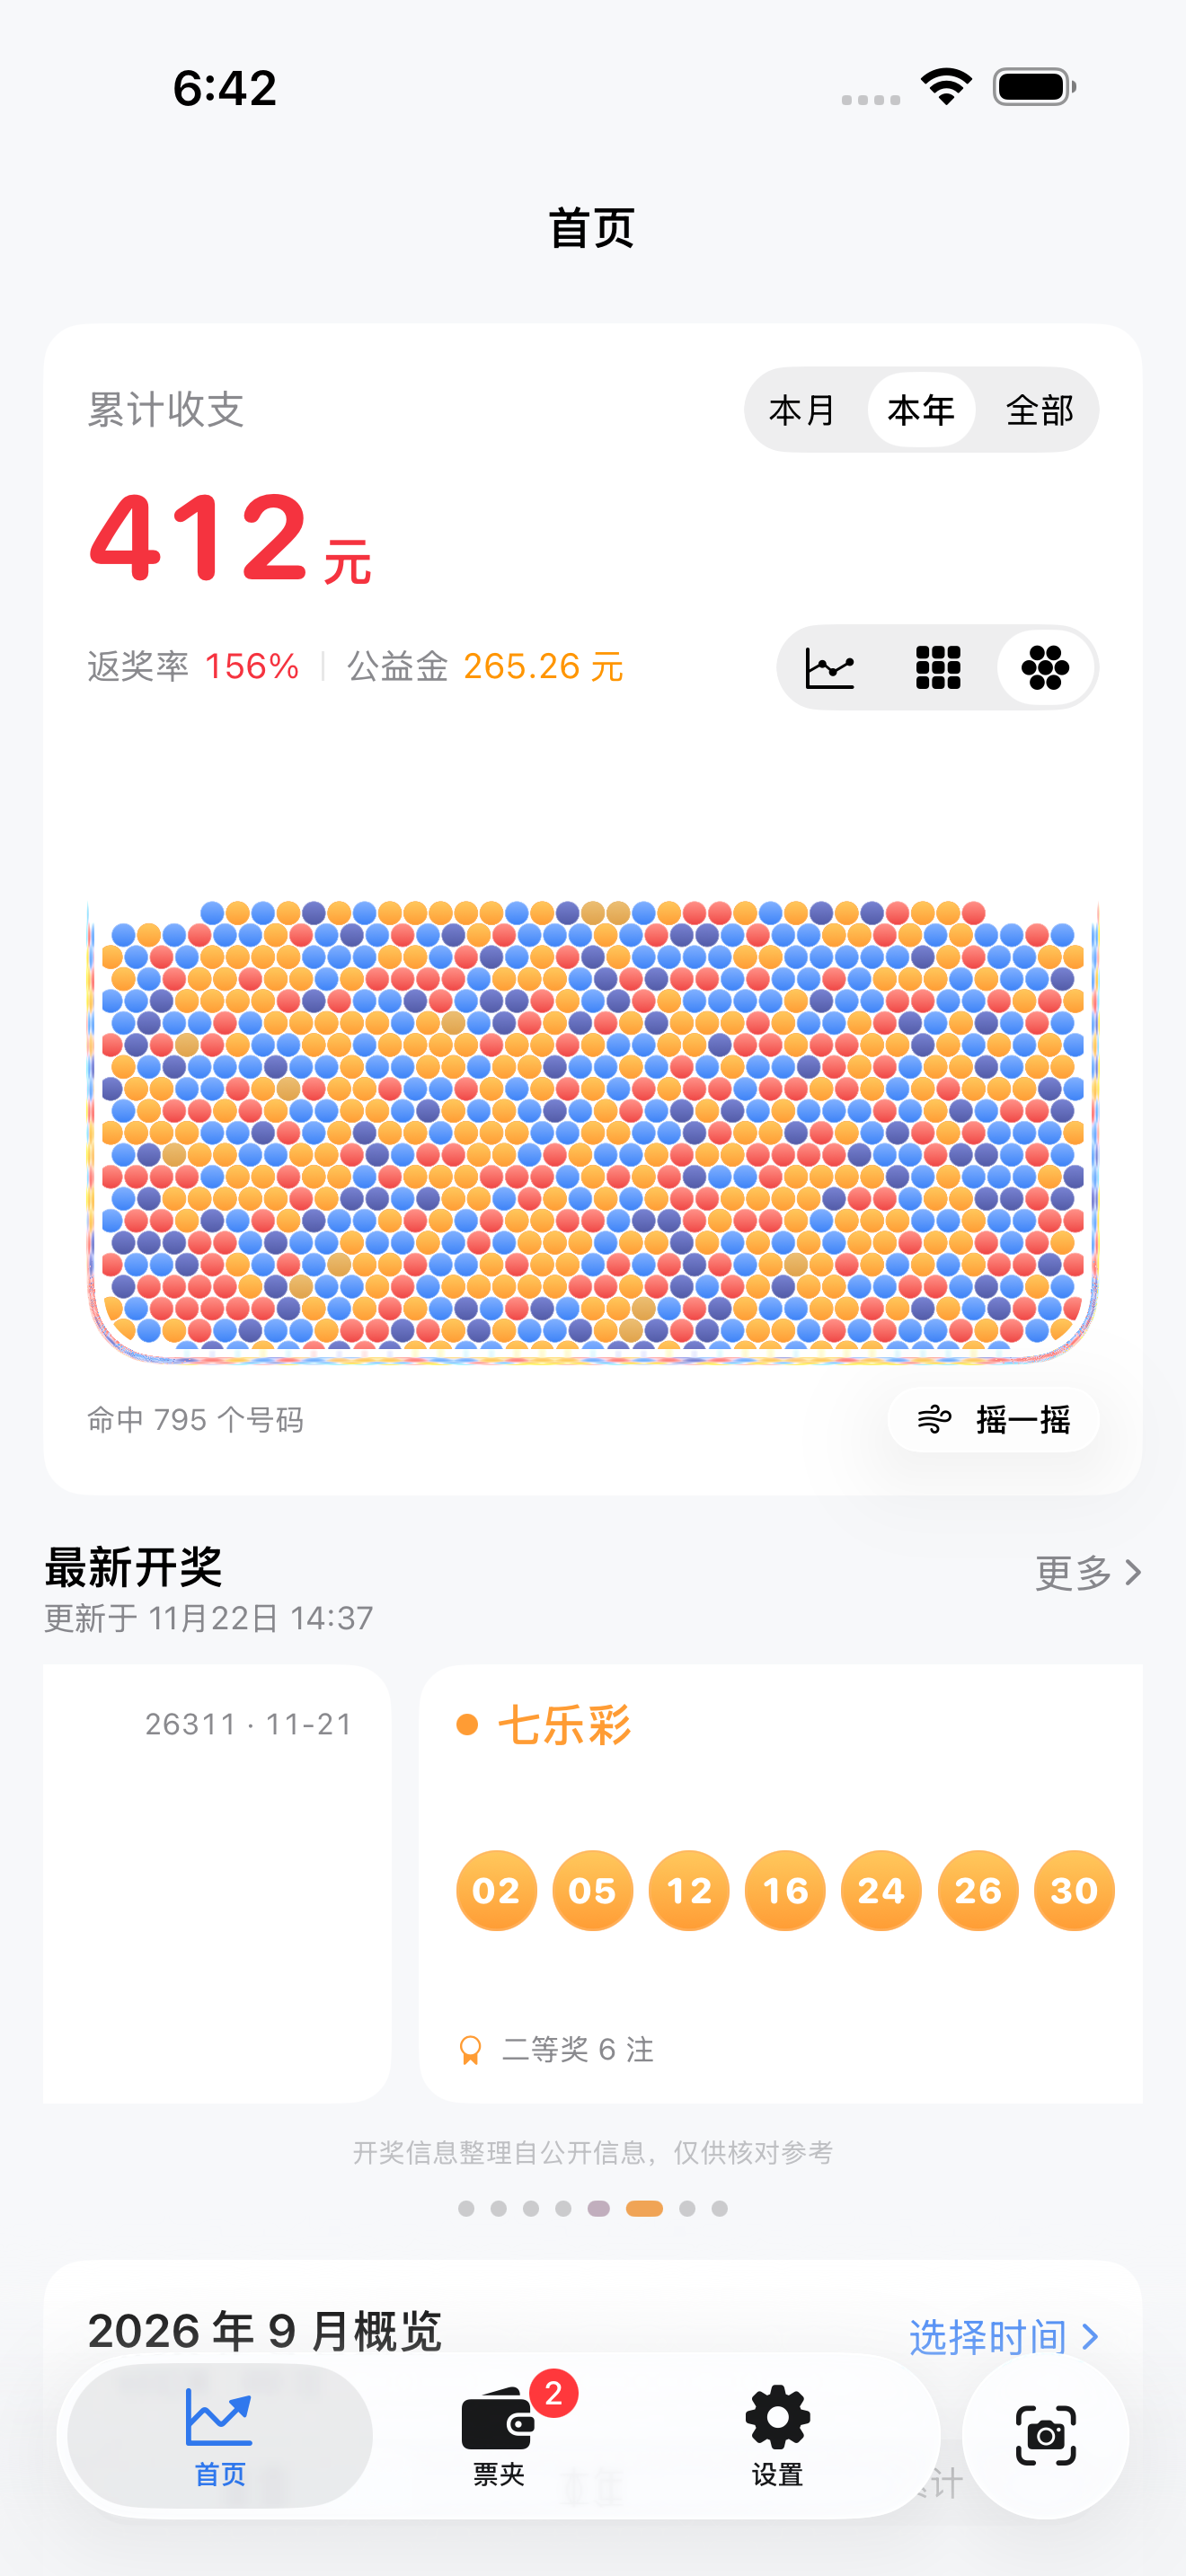 6:42
首页
累计收支
本月 本年 全部
412 元
返奖率 156% 公益金 265.26 元
命中 795 个号码
摇一摇
最新开奖
更多
更新于 11月22日 14:37
26311 · 11-21
七乐彩
02 05 12 16 24 26 30
二等奖 6 注
开奖信息整理自公开信息，仅供核对参考
2026 年 9 月概览
选择时间
2
首页 票夹 设置
计